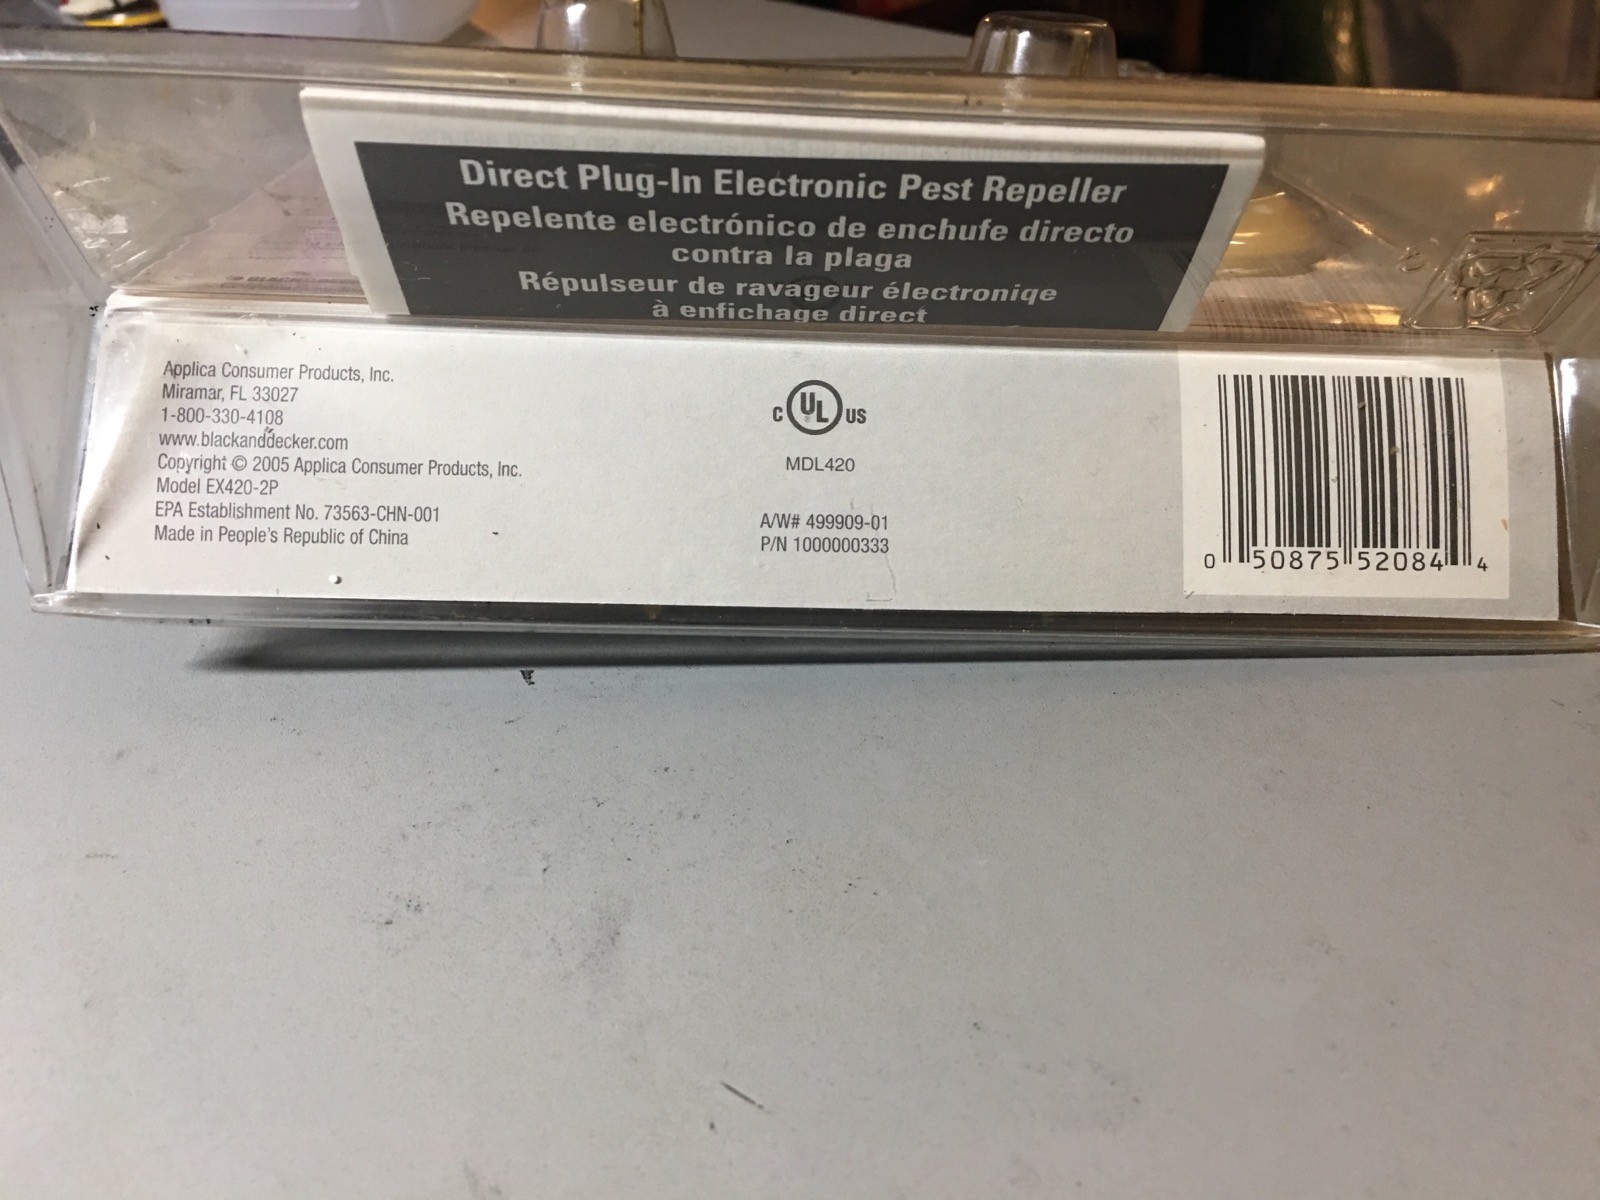 Direct Plug-In Electronic Pest Repeller
Repelente electrónico de enchufe directo
contra la plaga
Répulseur de ravageur électroniqe
à enfichage direct
Applica Consumer Products, Inc.
Miramar, FL 33027
1-800-330-4108
www.blackanddecker.com
Copyright © 2005 Applica Consumer Products, Inc.
Model EX420-2P
EPA Establishment No. 73563-CHN-001
Made in People's Republic of China
C UL US
MDL420
A/W# 499909-01
P/N 1000000333
0 50875 52084 4